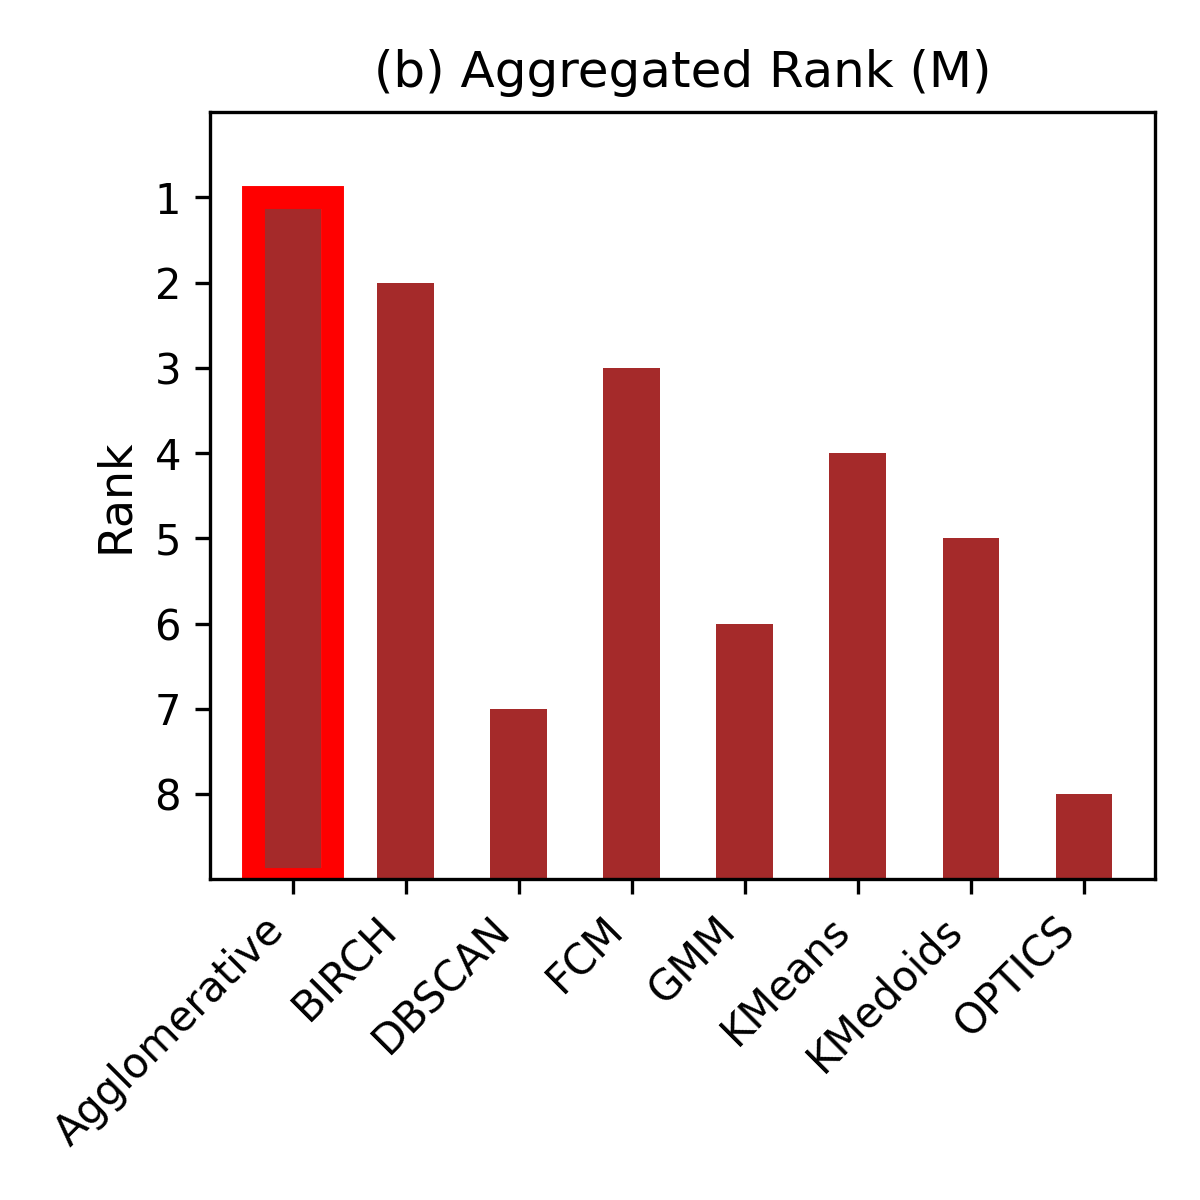 (b) Aggregated Rank (M)
Rank
1
2
3
4
5
6
7
8
Agglomerative
BIRCH
DBSCAN
FCM
GMM
KMeans
KMedoids
OPTICS